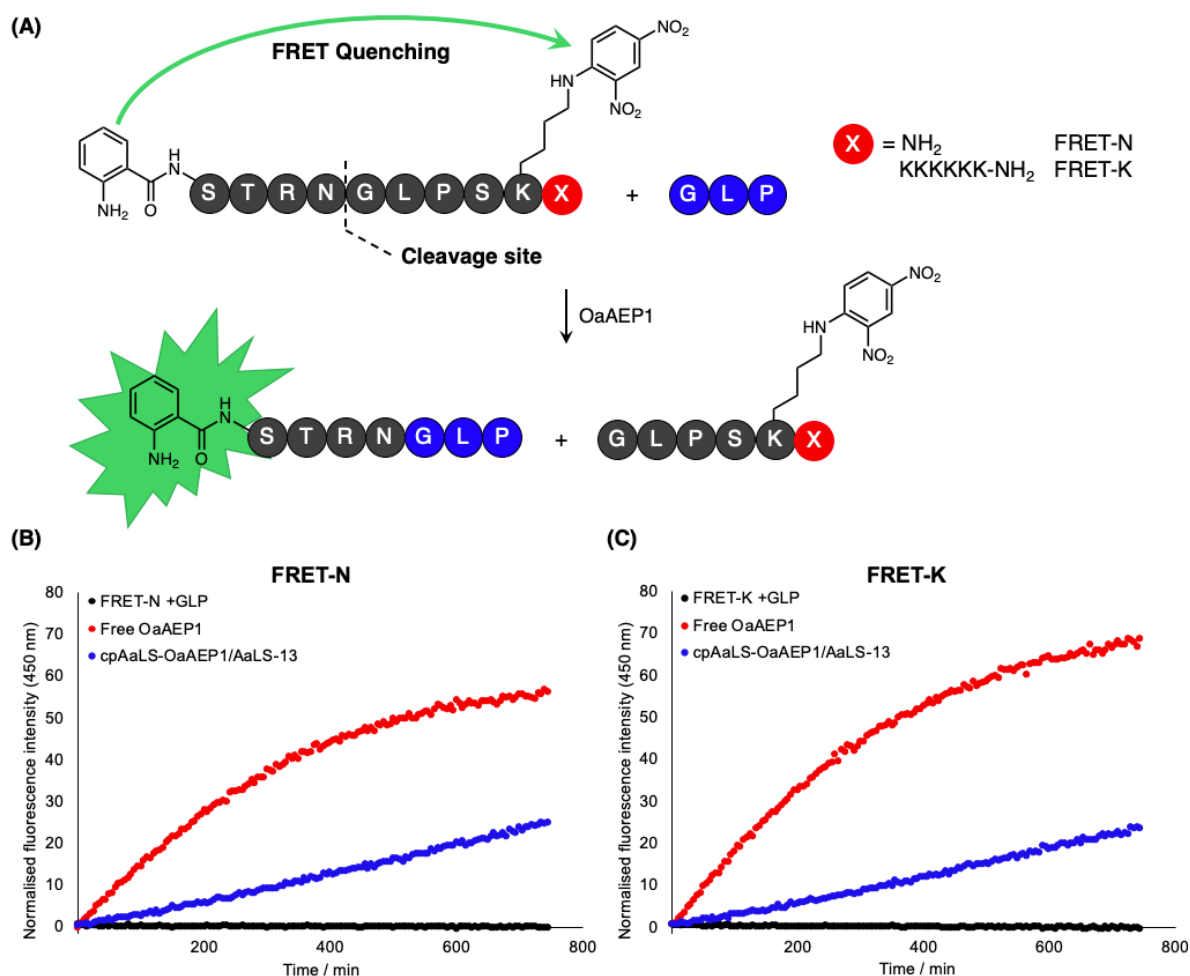 (A)
FRET Quenching
NO₂
HN
NO₂
H
N
O
NH₂
S T R N G L P S K X + G L P
X = NH₂ FRET-N
KKKKKK-NH₂ FRET-K
Cleavage site
OaAEP1
NO₂
HN
NO₂
H
N
O
NH₂
S T R N G L P + G L P S K X
(B)
FRET-N
Normalised fluorescence intensity (450 nm)
80
70
60
50
40
30
20
10
0
FRET-N +GLP
Free OaAEP1
cpAaLS-OaAEP1/AaLS-13
200 400 600 800
Time / min
(C)
FRET-K
Normalised fluorescence intensity (450 nm)
80
70
60
50
40
30
20
10
0
FRET-K +GLP
Free OaAEP1
cpAaLS-OaAEP1/AaLS-13
200 400 600 800
Time / min